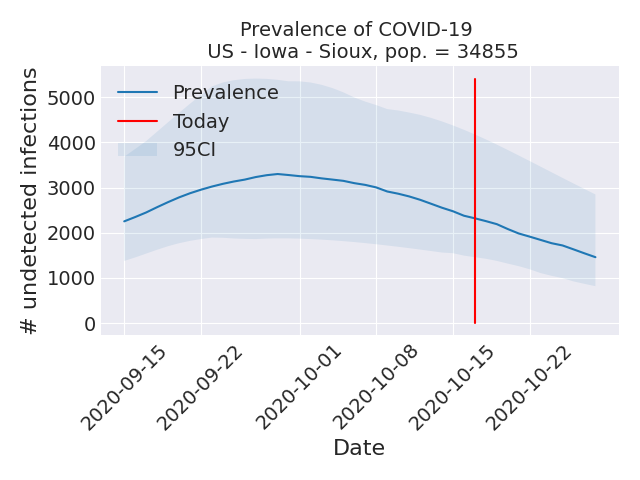 Prevalence of COVID-19
US - Iowa - Sioux, pop. = 34855
# undetected infections
5000
4000
3000
2000
1000
0
Prevalence
Today
95CI
2020-09-15
2020-09-22
2020-10-01
2020-10-08
2020-10-15
2020-10-22
Date